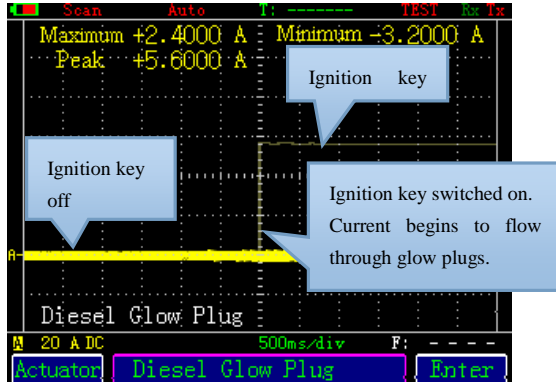 Scan Auto T: ------- TEST Rx Tx
Maximum +2.4000 A Minimum -3.2000 A
Peak +5.6000 A
Ignition key
Ignition key
off
Ignition key switched on.
Current begins to flow
through glow plugs.
A-
Diesel Glow Plug
A 20 A DC 500ms/div F: - - - -
Actuator Diesel Glow Plug Enter